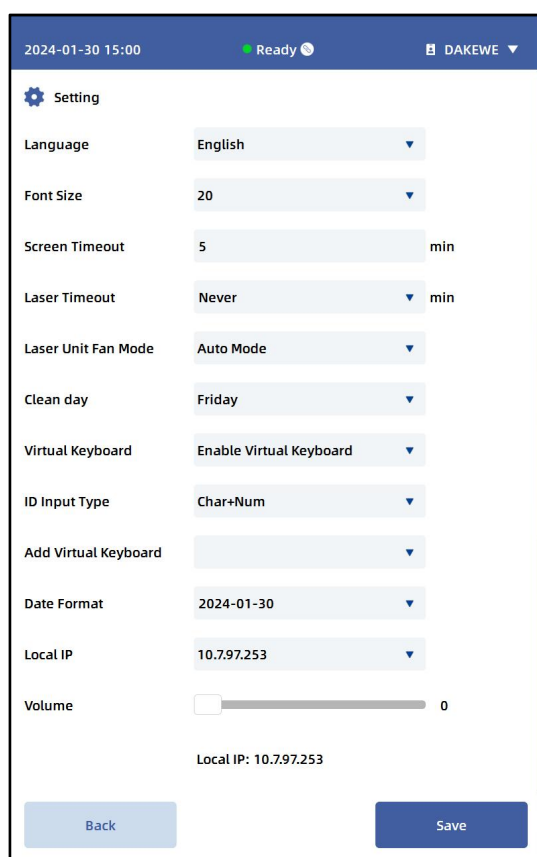 2024-01-30 15:00 Ready DAKEWE
Setting
Language English
Font Size 20
Screen Timeout 5 min
Laser Timeout Never min
Laser Unit Fan Mode Auto Mode
Clean day Friday
Virtual Keyboard Enable Virtual Keyboard
ID Input Type Char+Num
Add Virtual Keyboard
Date Format 2024-01-30
Local IP 10.7.97.253
Volume 0
Local IP: 10.7.97.253
Back Save